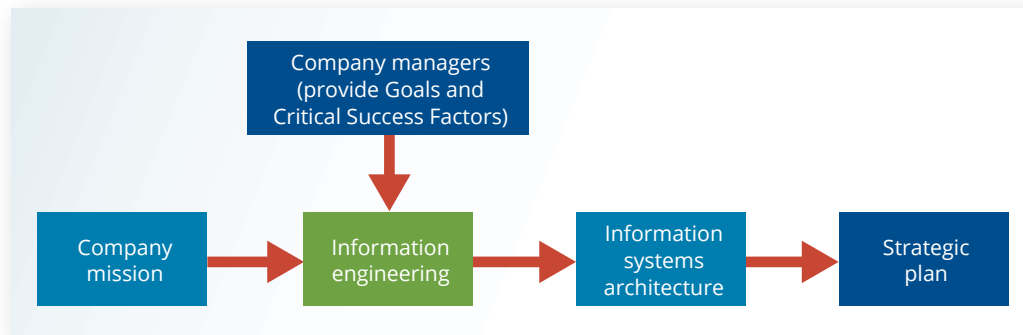 Company managers
(provide Goals and
Critical Success Factors)
Company
mission
Information
engineering
Information
systems
architecture
Strategic
plan